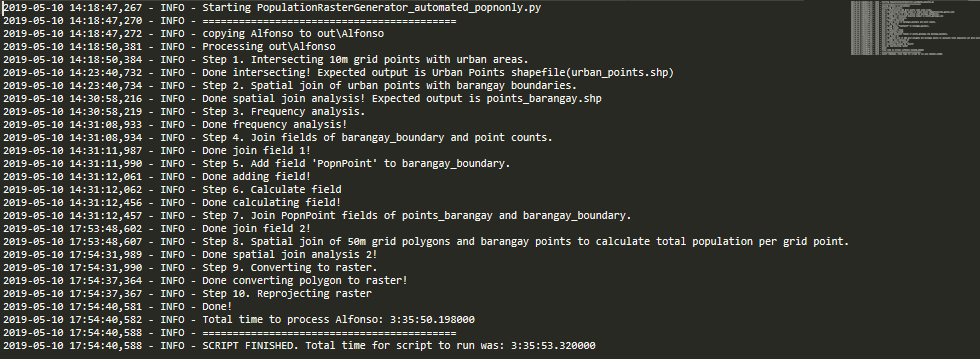 2019-05-10 14:18:47,267 - INFO - Starting PopulationRasterGenerator_automated_popnonly.py
2019-05-10 14:18:47,270 - INFO - ==========================================
2019-05-10 14:18:47,272 - INFO - copying Alfonso to out\Alfonso
2019-05-10 14:18:50,381 - INFO - Processing out\Alfonso
2019-05-10 14:18:50,384 - INFO - Step 1. Intersecting 10m grid points with urban areas.
2019-05-10 14:23:40,732 - INFO - Done intersecting! Expected output is Urban Points shapefile(urban_points.shp)
2019-05-10 14:23:40,734 - INFO - Step 2. Spatial join of urban points with barangay boundaries.
2019-05-10 14:30:58,216 - INFO - Done spatial join analysis! Expected output is points_barangay.shp
2019-05-10 14:30:58,219 - INFO - Step 3. Frequency analysis.
2019-05-10 14:31:08,933 - INFO - Done frequency analysis!
2019-05-10 14:31:08,934 - INFO - Step 4. Join fields of barangay_boundary and point counts.
2019-05-10 14:31:11,987 - INFO - Done join field 1!
2019-05-10 14:31:11,990 - INFO - Step 5. Add field 'PopnPoint' to barangay_boundary.
2019-05-10 14:31:12,061 - INFO - Done adding field!
2019-05-10 14:31:12,062 - INFO - Step 6. Calculate field
2019-05-10 14:31:12,456 - INFO - Done calculating field!
2019-05-10 14:31:12,457 - INFO - Step 7. Join PopnPoint fields of points_barangay and barangay_boundary.
2019-05-10 17:53:48,602 - INFO - Done join field 2!
2019-05-10 17:53:48,607 - INFO - Step 8. Spatial join of 50m grid polygons and barangay points to calculate total population per grid point.
2019-05-10 17:54:31,989 - INFO - Done spatial join analysis 2!
2019-05-10 17:54:31,990 - INFO - Step 9. Converting to raster.
2019-05-10 17:54:37,364 - INFO - Done converting polygon to raster!
2019-05-10 17:54:37,367 - INFO - Step 10. Reprojecting raster
2019-05-10 17:54:40,581 - INFO - Done!
2019-05-10 17:54:40,582 - INFO - Total time to process Alfonso: 3:35:50.198000
2019-05-10 17:54:40,588 - INFO - ==========================================
2019-05-10 17:54:40,588 - INFO - SCRIPT FINISHED. Total time for script to run was: 3:35:53.320000